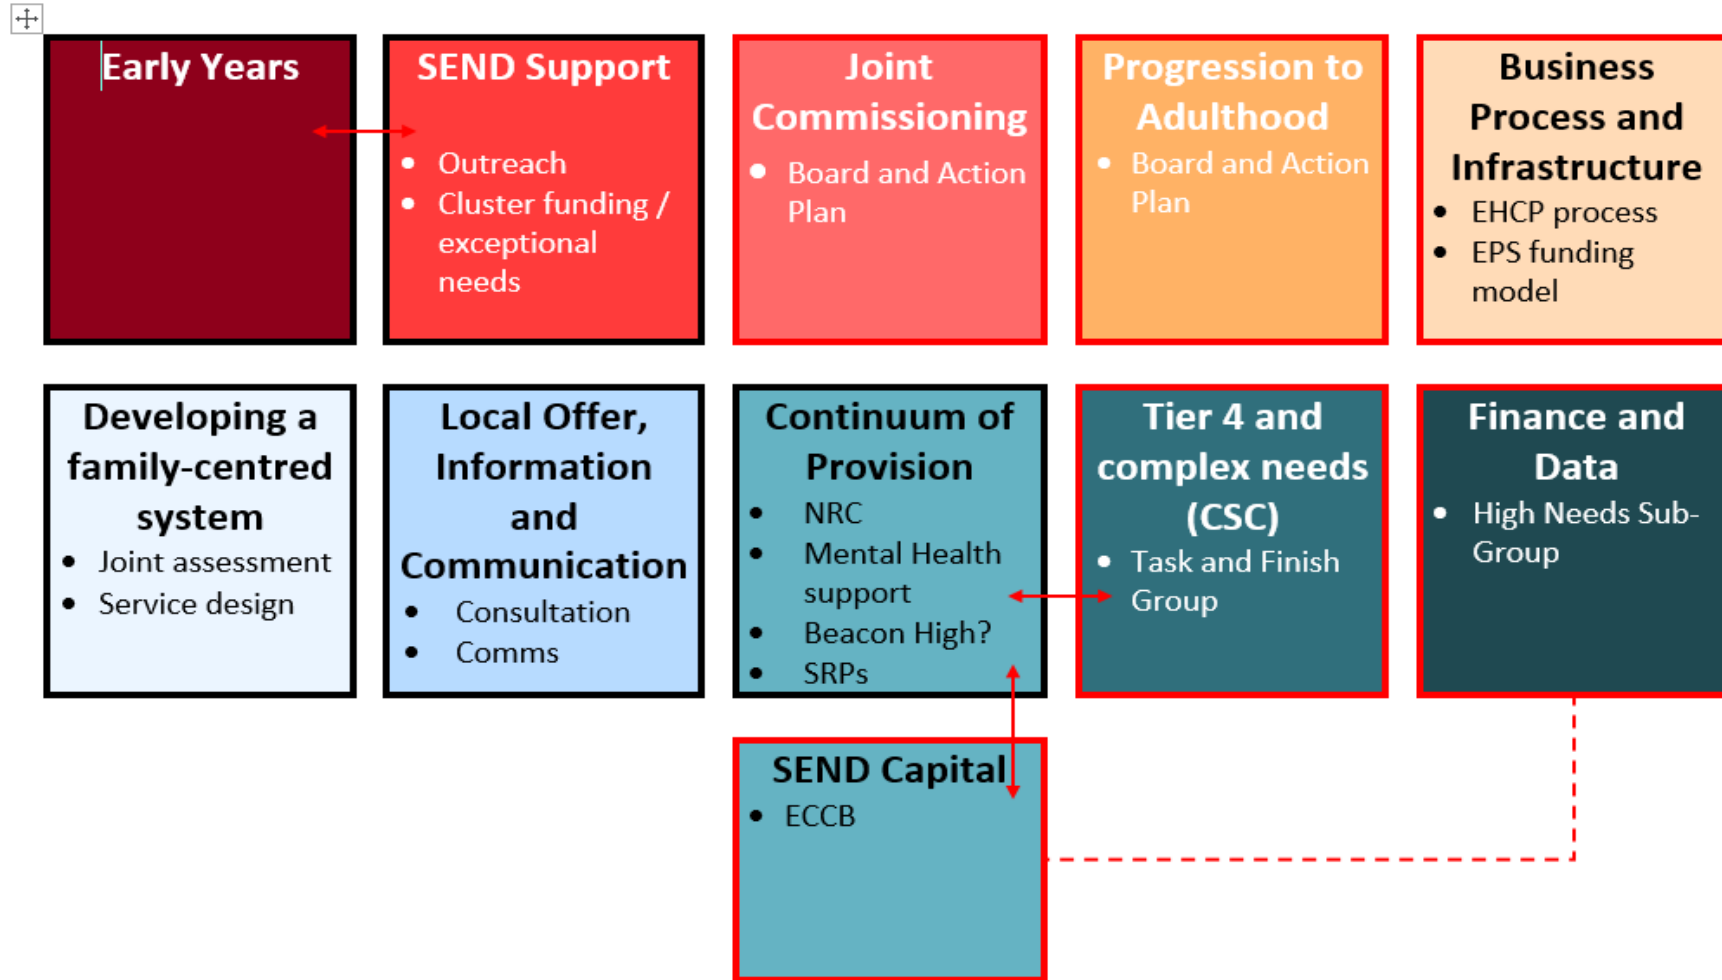 Early Years
SEND Support
• Outreach
• Cluster funding /
exceptional
needs
Joint
Commissioning
• Board and Action
Plan
Progression to
Adulthood
• Board and Action
Plan
Business
Process and
Infrastructure
• EHCP process
• EPS funding
model
Developing a
family-centred
system
• Joint assessment
• Service design
Local Offer,
Information
and
Communication
• Consultation
• Comms
Continuum of
Provision
• NRC
• Mental Health
support
• Beacon High?
• SRPs
Tier 4 and
complex needs
(CSC)
• Task and Finish
Group
Finance and
Data
• High Needs Sub-
Group
SEND Capital
• ECCB